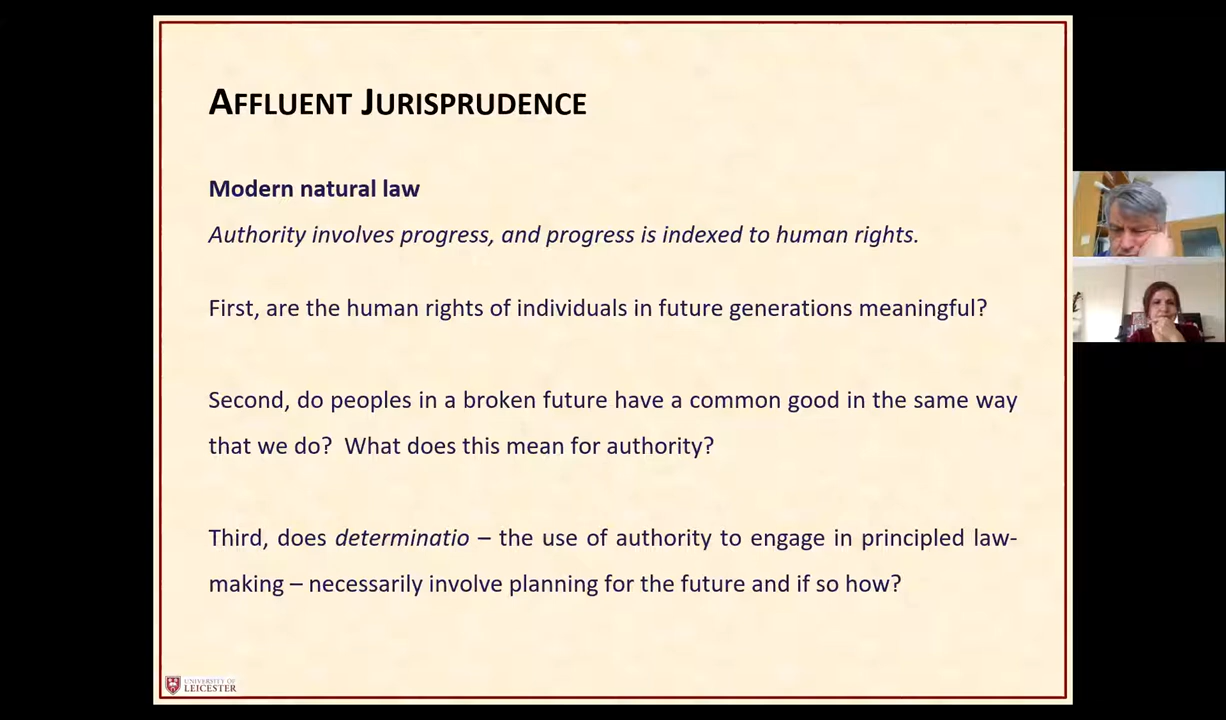 AFFLUENT JURISPRUDENCE
Modern natural law
Authority involves progress, and progress is indexed to human rights.
First, are the human rights of individuals in future generations meaningful?
Second, do peoples in a broken future have a common good in the same way
that we do?  What does this mean for authority?
Third, does determinatio – the use of authority to engage in principled law-
making – necessarily involve planning for the future and if so how?
UNIVERSITY OF
LEICESTER